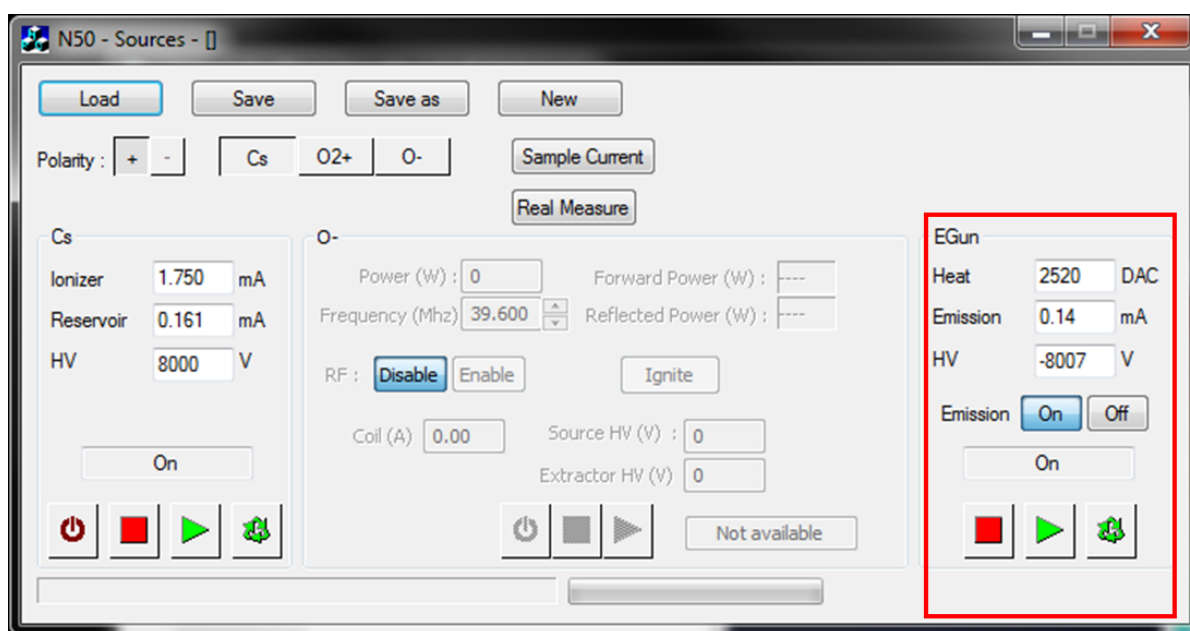 N50 - Sources - []
Load Save Save as New
Polarity : + - Cs O2+ O- Sample Current
Real Measure
Cs
Ionizer 1.750 mA
Reservoir 0.161 mA
HV 8000 V
On
O-
Power (W) : 0 Forward Power (W) : ----
Frequency (Mhz) 39.600 Reflected Power (W) : ----
RF : Disable Enable Ignite
Coil (A) 0.00 Source HV (V) : 0
Extractor HV (V) 0
Not available
EGun
Heat 2520 DAC
Emission 0.14 mA
HV -8007 V
Emission On Off
On